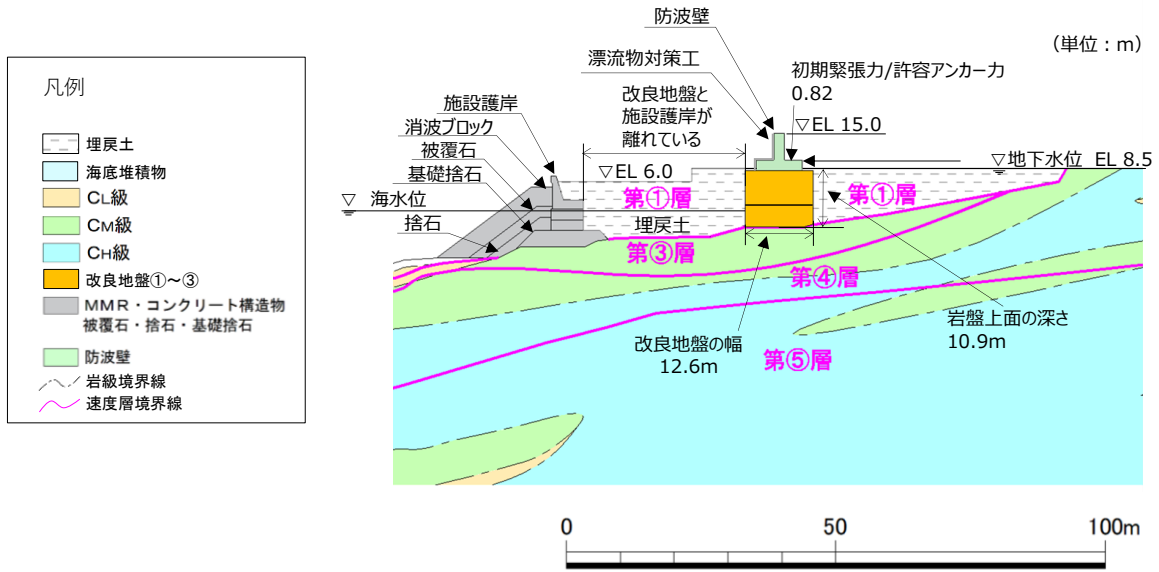 凡例
埋戻土
海底堆積物
CL級
CM級
CH級
改良地盤①～③
MMR・コンクリート構造物
被覆石・捨石・基礎捨石
防波壁
岩級境界線
速度層境界線
(単位：m)
防波壁
漂流物対策工
初期緊張力/許容アンカー力
0.82
改良地盤と
施設護岸が
離れている
施設護岸
消波ブロック
被覆石
基礎捨石
▽EL 15.0
▽EL 6.0
▽地下水位 EL 8.5
▽ 海水位
第①層
第①層
捨石
埋戻土
第③層
第④層
岩盤上面の深さ
10.9m
改良地盤の幅
12.6m
第⑤層
0 50 100m